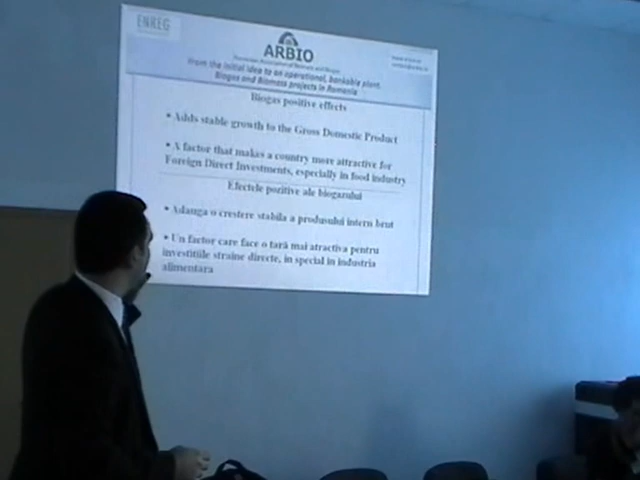 ENREG
ARBIO
Romanian Association of Biomass and Biogas
From the initial idea to an operational, bankable plant.
Biogas and Biomass projects in Romania
Biogas positive effects
• Adds stable growth to the Gross Domestic Product
• A factor that makes a country more attractive for
Foreign Direct Investments, especially in food industry
Efectele pozitive ale biogazului
• Adauga o crestere stabila a produsului intern brut
• Un factor care face o tară mai atractiva pentru
investitiile straine directe, in special in industria
alimentara